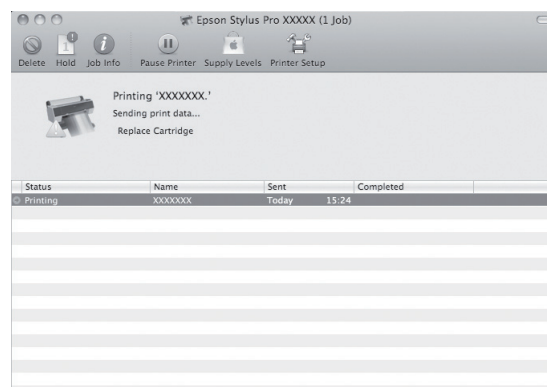 Epson Stylus Pro XXXXX (1 Job)
1
Delete Hold Job Info Pause Printer Supply Levels Printer Setup
Printing 'XXXXXXX.'
Sending print data...
Replace Cartridge
Status Name Sent Completed
Printing XXXXXXX Today 15:24